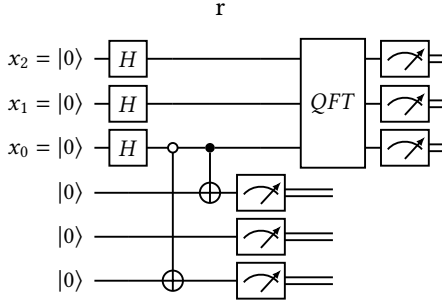 r
x₂ = |0⟩ H
x₁ = |0⟩ H QFT
x₀ = |0⟩ H
|0⟩
|0⟩
|0⟩